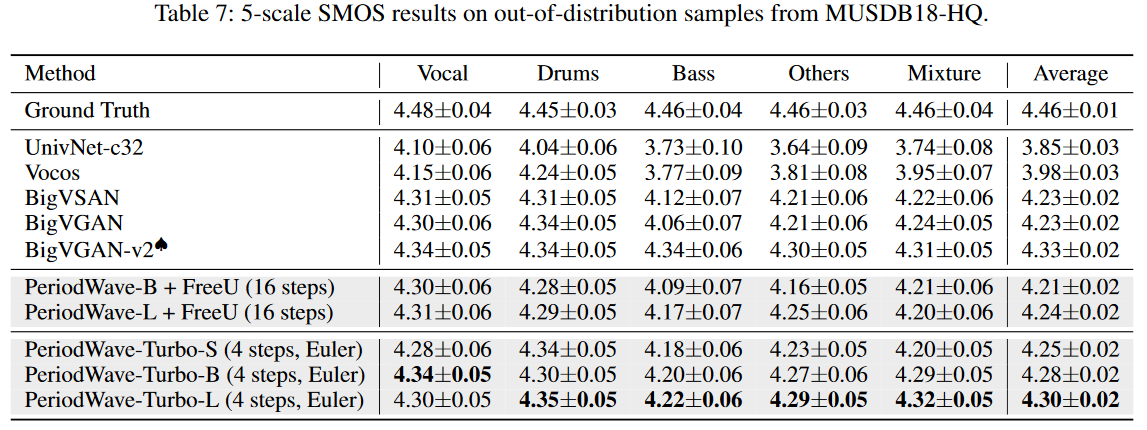 Table 7: 5-scale SMOS results on out-of-distribution samples from MUSDB18-HQ.
Method Vocal Drums Bass Others Mixture Average
Ground Truth 4.48±0.04 4.45±0.03 4.46±0.04 4.46±0.03 4.46±0.04 4.46±0.01
UnivNet-c32 4.10±0.06 4.04±0.06 3.73±0.10 3.64±0.09 3.74±0.08 3.85±0.03
Vocos 4.15±0.06 4.24±0.05 3.77±0.09 3.81±0.08 3.95±0.07 3.98±0.03
BigVSAN 4.31±0.05 4.31±0.05 4.12±0.07 4.21±0.06 4.22±0.06 4.23±0.02
BigVGAN 4.30±0.06 4.34±0.05 4.06±0.07 4.21±0.06 4.24±0.05 4.23±0.02
BigVGAN-v2♠ 4.34±0.05 4.34±0.05 4.34±0.06 4.30±0.05 4.31±0.05 4.33±0.02
PeriodWave-B + FreeU (16 steps) 4.30±0.06 4.28±0.05 4.09±0.07 4.16±0.05 4.21±0.06 4.21±0.02
PeriodWave-L + FreeU (16 steps) 4.31±0.06 4.29±0.05 4.17±0.07 4.25±0.06 4.20±0.06 4.24±0.02
PeriodWave-Turbo-S (4 steps, Euler) 4.28±0.06 4.34±0.05 4.18±0.06 4.23±0.05 4.20±0.05 4.25±0.02
PeriodWave-Turbo-B (4 steps, Euler) 4.34±0.05 4.30±0.05 4.20±0.06 4.27±0.06 4.29±0.05 4.28±0.02
PeriodWave-Turbo-L (4 steps, Euler) 4.30±0.05 4.35±0.05 4.22±0.06 4.29±0.05 4.32±0.05 4.30±0.02